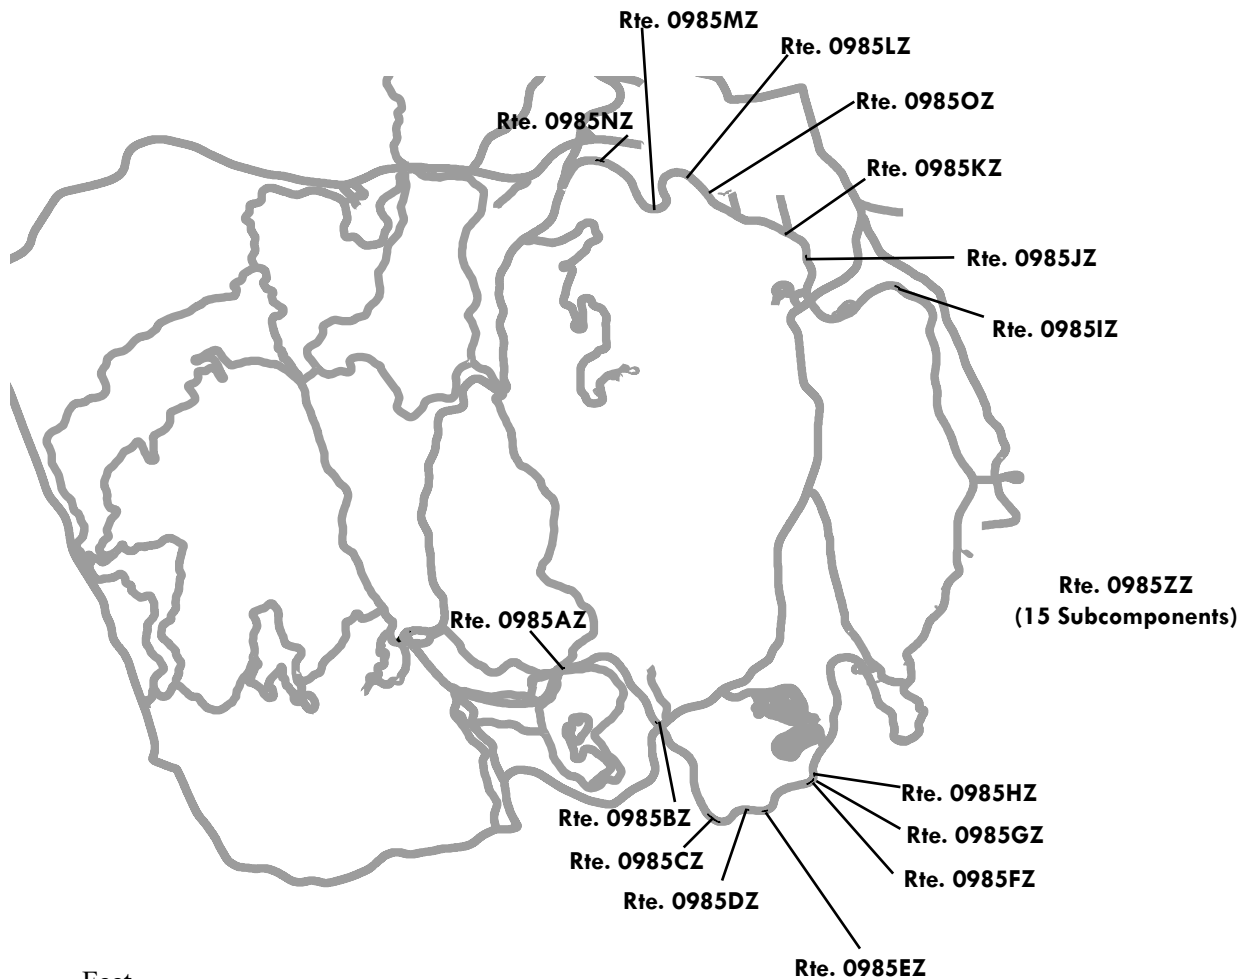 Rte. 0985MZ
Rte. 0985LZ
Rte. 0985OZ
Rte. 0985NZ
Rte. 0985KZ
Rte. 0985JZ
Rte. 0985IZ
Rte. 0985ZZ
(15 Subcomponents)
Rte. 0985AZ
Rte. 0985HZ
Rte. 0985BZ
Rte. 0985GZ
Rte. 0985CZ
Rte. 0985FZ
Rte. 0985DZ
Rte. 0985EZ
Feet